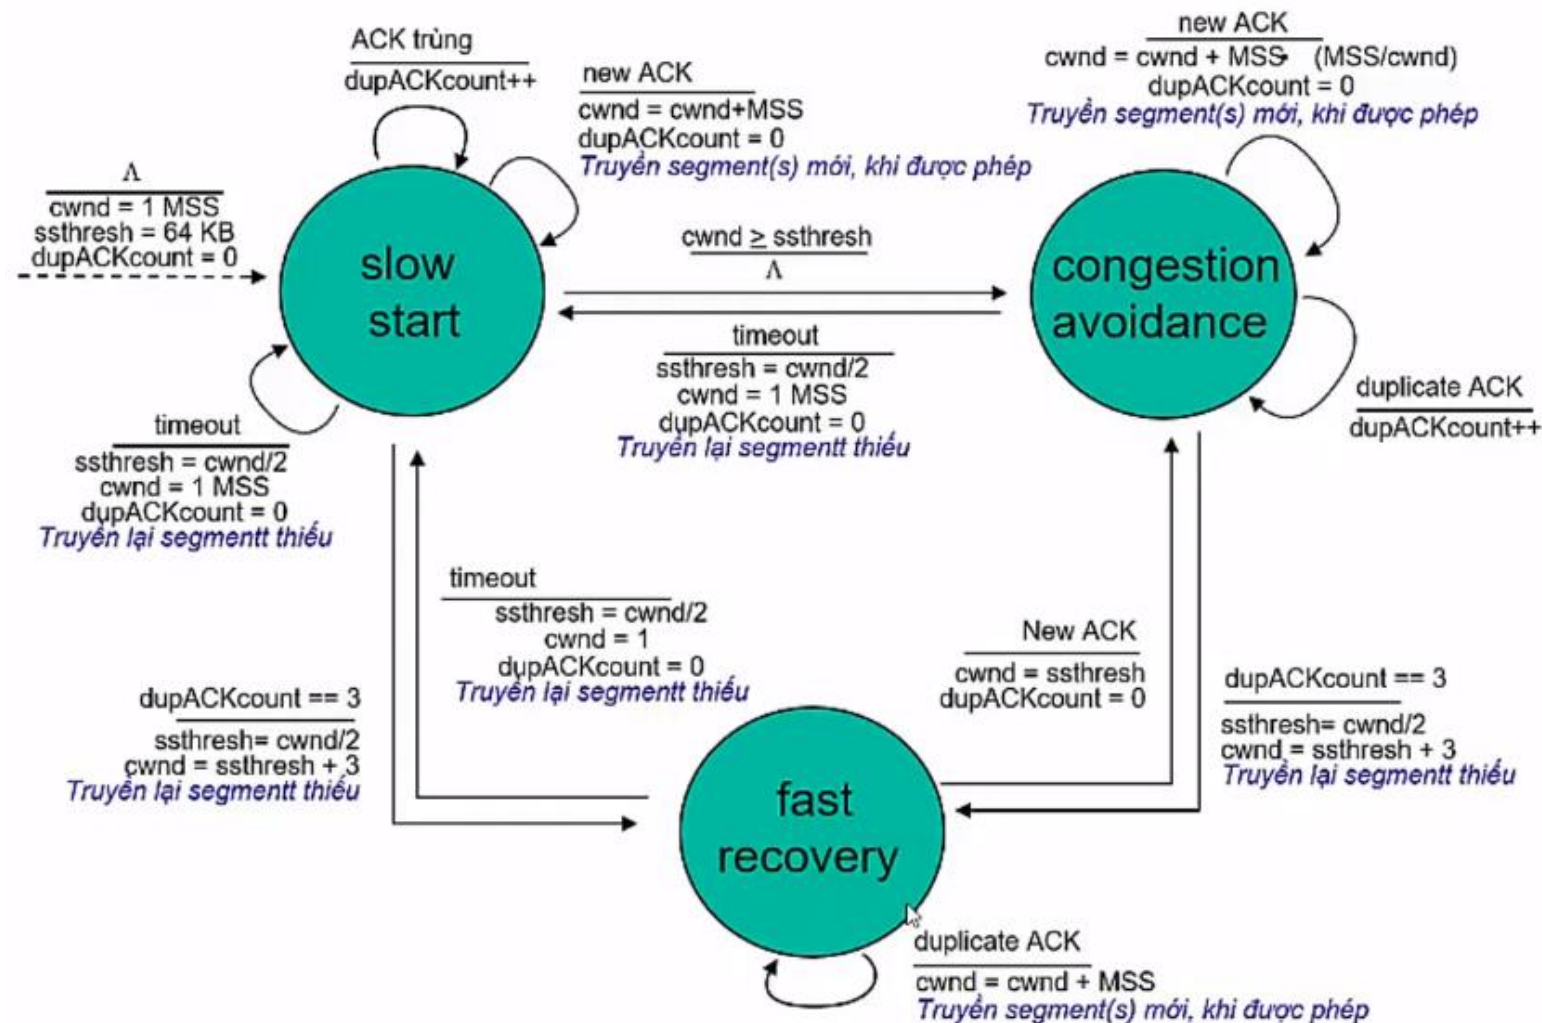 ACK trùng
dupACKcount++
new ACK
cwnd = cwnd+MSS
dupACKcount = 0
Truyền segment(s) mới, khi được phép
new ACK
cwnd = cwnd + MSS• (MSS/cwnd)
dupACKcount = 0
Truyền segment(s) mới, khi được phép
Λ
cwnd = 1 MSS
ssthresh = 64 KB
dupACKcount = 0
slow
start
cwnd ≥ ssthresh
Λ
timeout
ssthresh = cwnd/2
cwnd = 1 MSS
dupACKcount = 0
Truyền lại segmentt thiếu
congestion
avoidance
duplicate ACK
dupACKcount++
timeout
ssthresh = cwnd/2
cwnd = 1 MSS
dupACKcount = 0
Truyền lại segmentt thiếu
timeout
ssthresh = cwnd/2
cwnd = 1
dupACKcount = 0
Truyền lại segmentt thiếu
dupACKcount == 3
ssthresh= cwnd/2
cwnd = ssthresh + 3
Truyền lại segmentt thiếu
New ACK
cwnd = ssthresh
dupACKcount = 0
dupACKcount == 3
ssthresh= cwnd/2
cwnd = ssthresh + 3
Truyền lại segmentt thiếu
fast
recovery
duplicate ACK
cwnd = cwnd + MSS
Truyền segment(s) mới, khi được phép